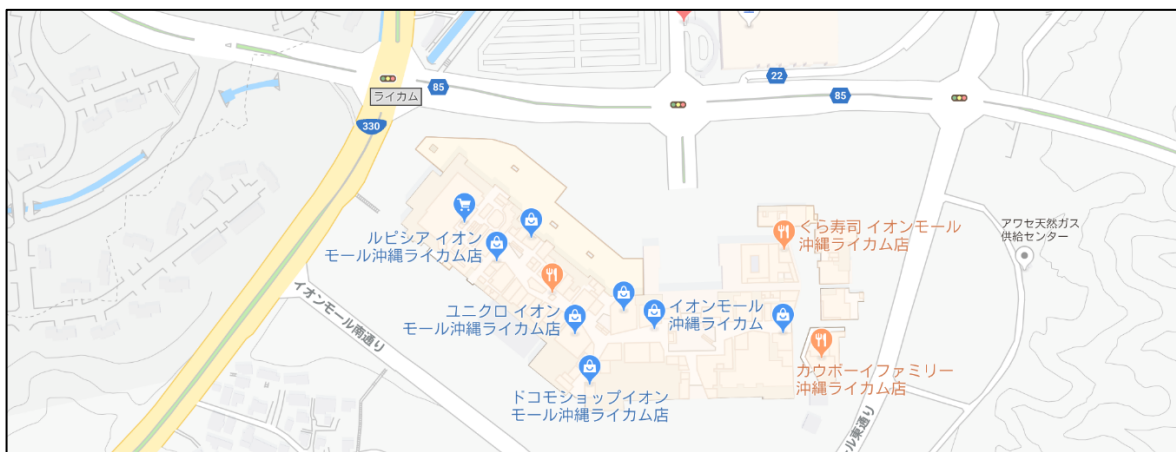 22
85
ライカム
85
330
くら寿司 イオンモール
沖縄ライカム店
アワセ天然ガス
供給センター
ルピシア イオン
モール沖縄ライカム店
イオンモール南通り
ユニクロ イオン
モール沖縄ライカム店
イオンモール
沖縄ライカム
カウボーイファミリー
沖縄ライカム店
ドコモショップイオン
モール沖縄ライカム店
ール東通り